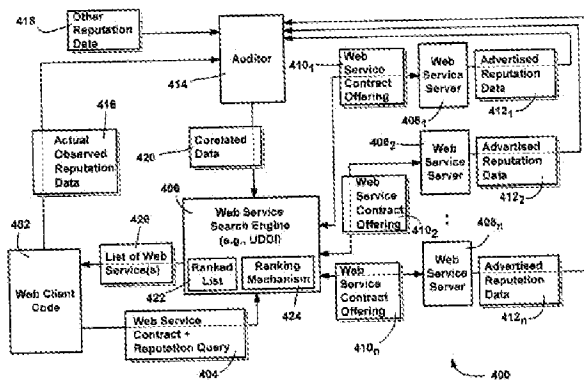 418
Other
Reputation
Data
Auditor
414
410₁
Web
Service
Contract
Offering
Web
Service
Server
408₁
Advertised
Reputation
Data
412₁
416
Actual
Observed
Reputation
Data
420
Corelated
Data
408₂
Web
Service
Server
Advertised
Reputation
Data
412₂
Web
Service
Contract
Offering
410₂
406
Web Service
Search Engine
(e.g., UDDI)
Ranked
List
422
Ranking
Mechanism
424
402
Web Client
Code
List of Web
Service(s)
Web Service
Contract +
Reputation Query
404
Web
Service
Contract
Offering
410ₙ
408ₙ
Web
Service
Server
Advertised
Reputation
Data
412ₙ
400